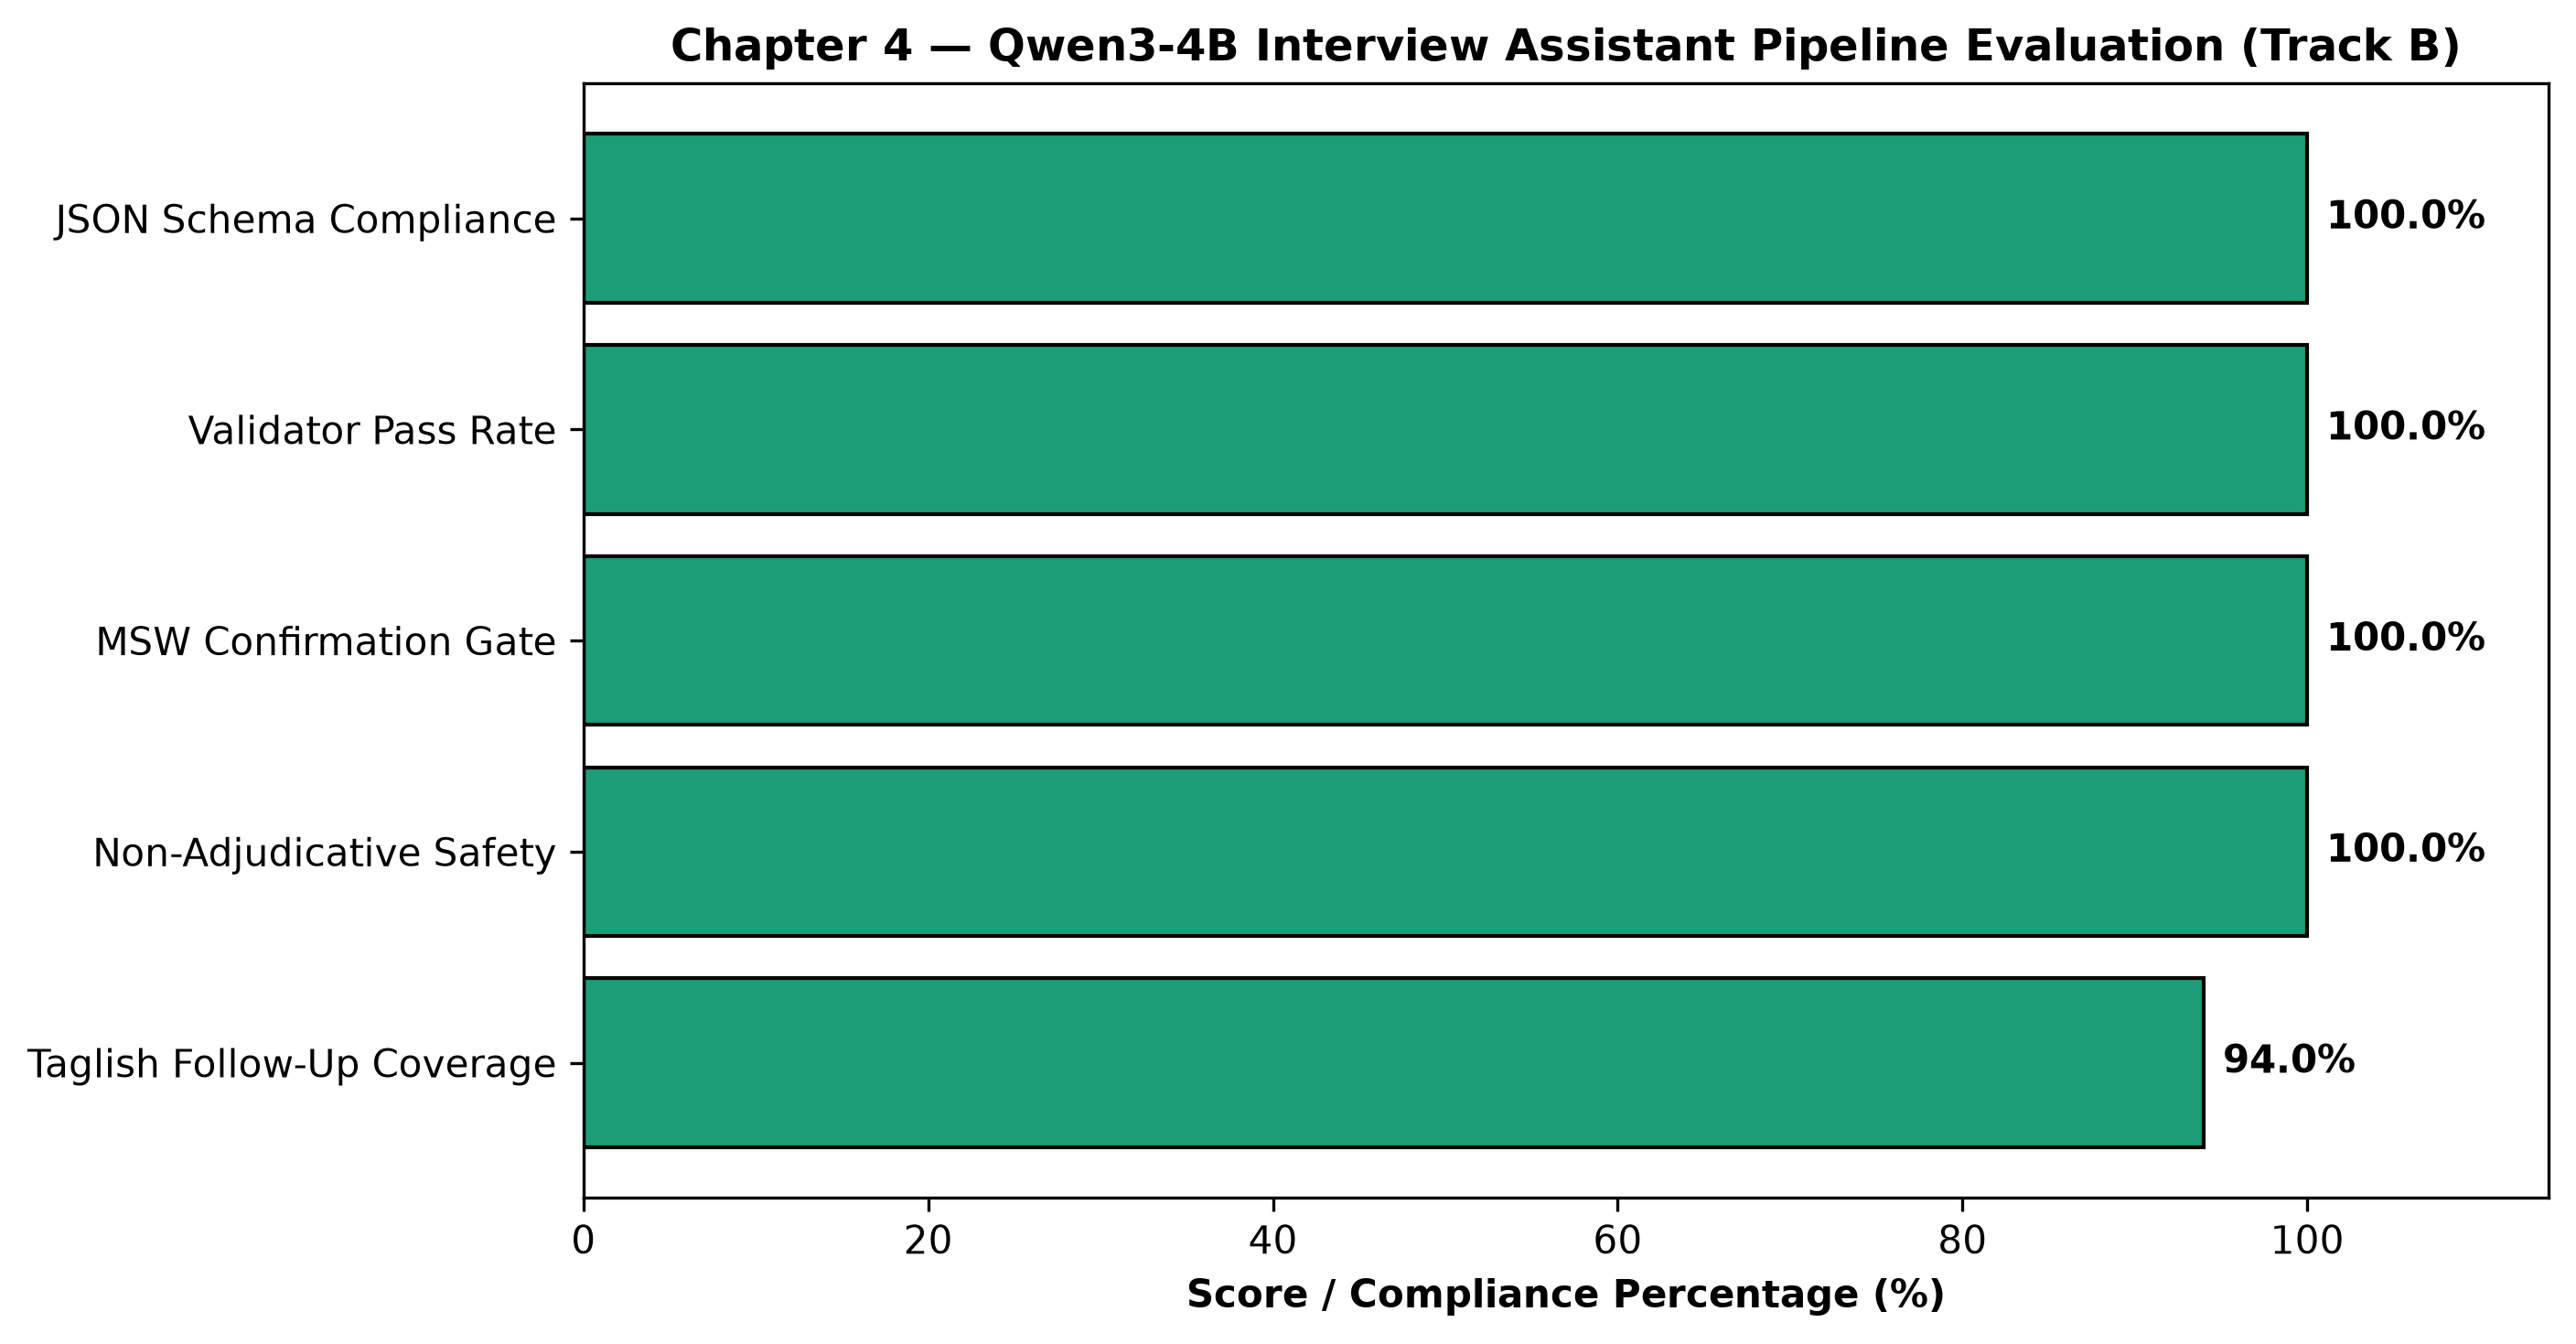 Chapter 4 — Qwen3-4B Interview Assistant Pipeline Evaluation (Track B)
JSON Schema Compliance 100.0%
Validator Pass Rate 100.0%
MSW Confirmation Gate 100.0%
Non-Adjudicative Safety 100.0%
Taglish Follow-Up Coverage 94.0%
0 20 40 60 80 100
Score / Compliance Percentage (%)